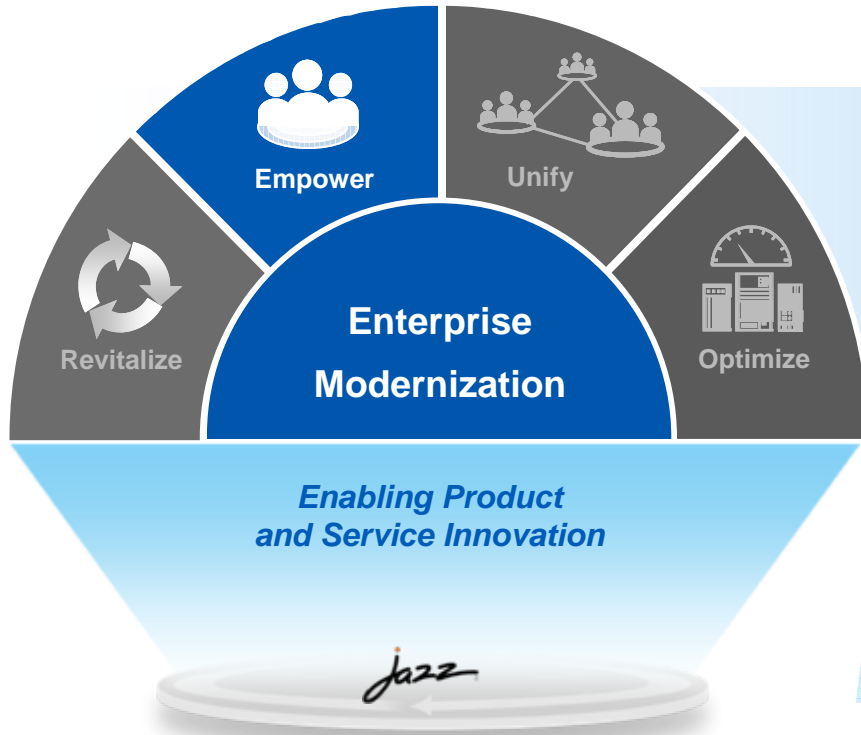 Empower
Unify
Revitalize
Optimize
Enterprise
Modernization
Enabling Product
and Service Innovation
jazz